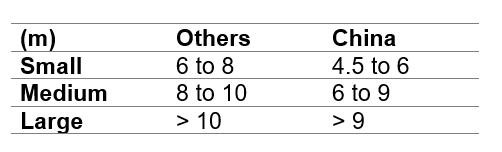 (m) Others China
Small 6 to 8 4.5 to 6
Medium 8 to 10 6 to 9
Large > 10 > 9